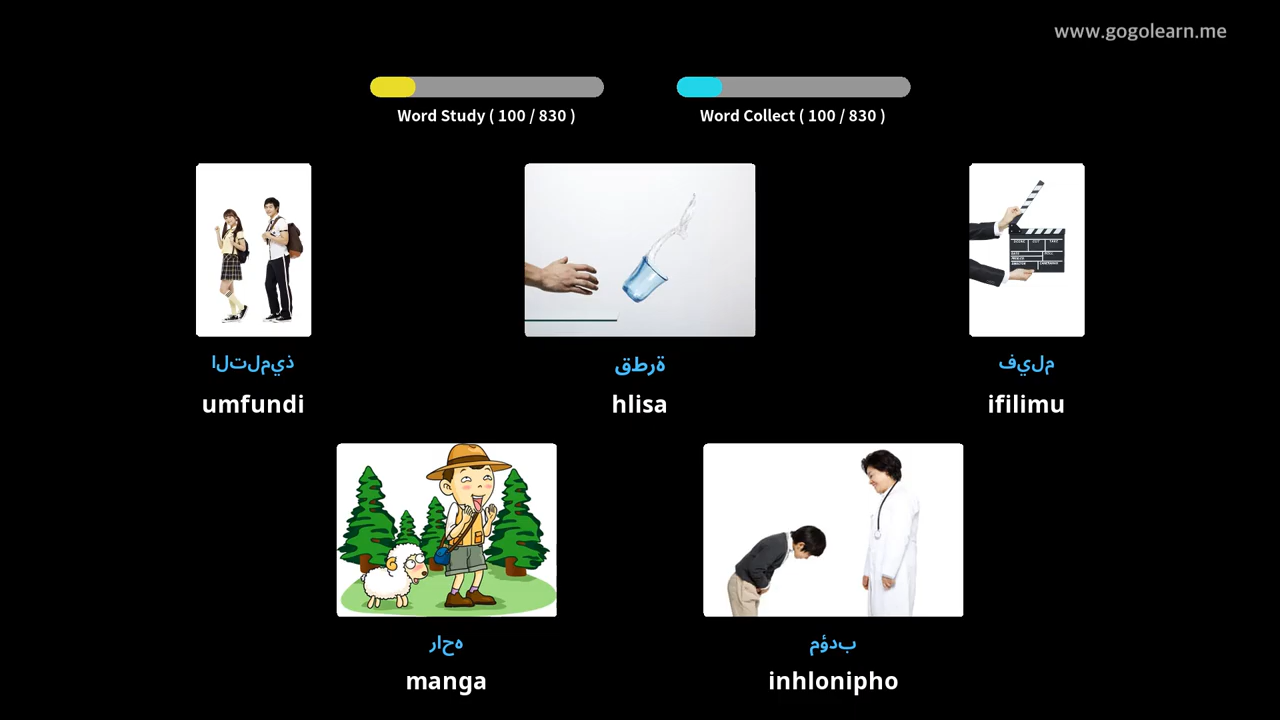 www.gogolearn.me
Word Study ( 100 / 830 )
Word Collect ( 100 / 830 )
التلميذ
umfundi
قطرة
hlisa
فيلم
ifilimu
راحه
manga
مؤدب
inhlonipho